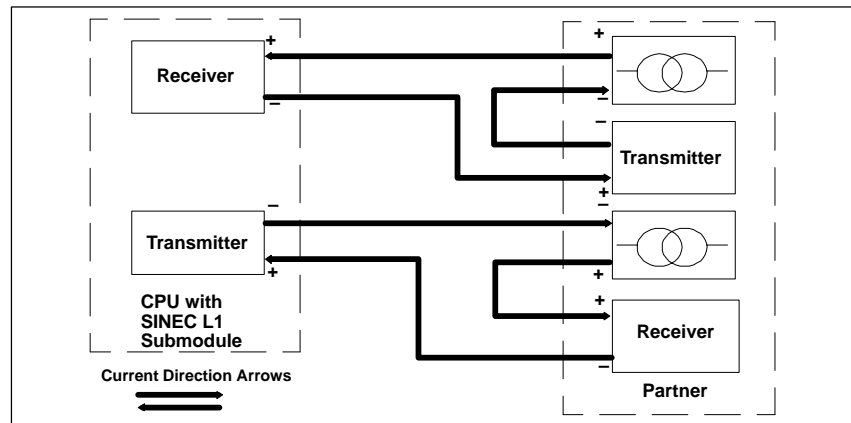 +
+
Receiver
–
–
–
Transmitter
+
–
–
Transmitter
+
+
+
CPU with
SINEC L1
Submodule
Receiver
–
Current Direction Arrows
Partner